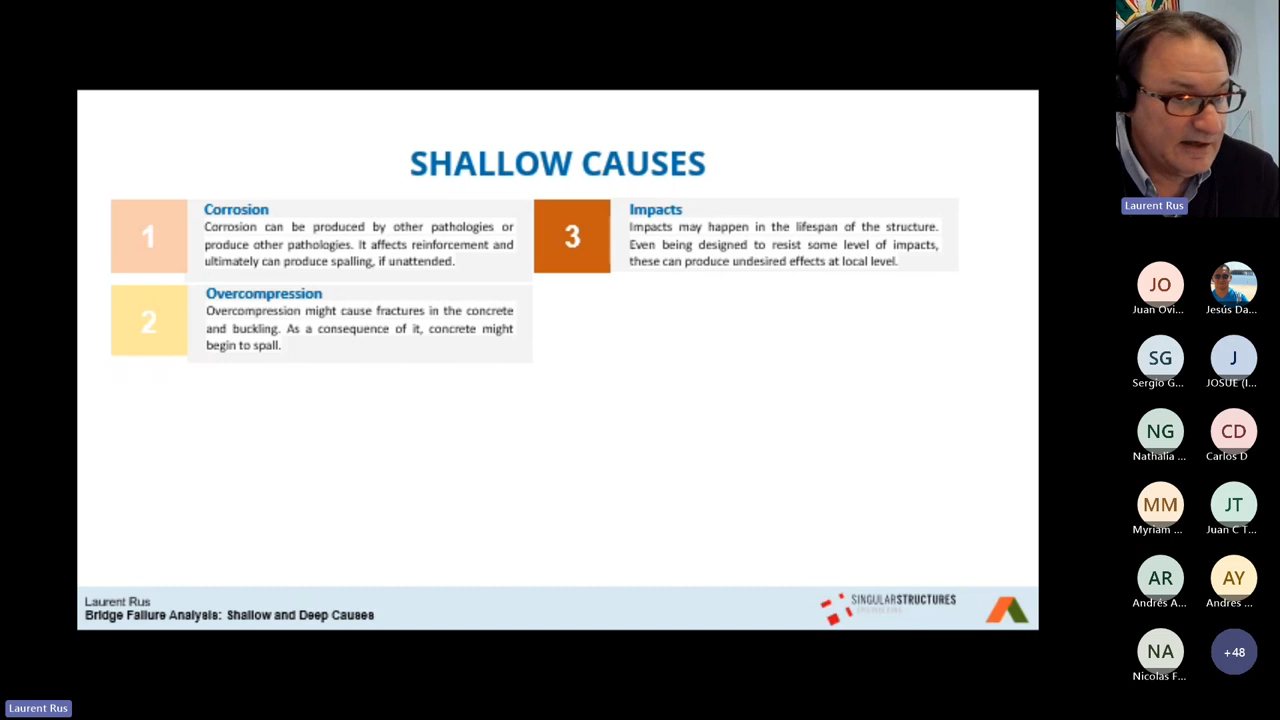 SHALLOW CAUSES
1
Corrosion
Corrosion can be produced by other pathologies or
produce other pathologies. It affects reinforcement and
ultimately can produce spalling, if unattended.
2
Overcompression
Overcompression might cause fractures in the concrete
and buckling. As a consequence of it, concrete might
begin to spall.
3
Impacts
Impacts may happen in the lifespan of the structure.
Even being designed to resist some level of impacts,
these can produce undesired effects at local level.
Laurent Rus
Bridge Failure Analysis: Shallow and Deep Causes
SINGULARSTRUCTURES
Laurent Rus
JO
Juan Ovi...
Jesús Da...
SG
Sergio G...
J
JOSUE (I...
NG
Nathalia ...
CD
Carlos D
MM
Myriam ...
JT
Juan C T...
AR
Andrés A...
AY
Andres ...
NA
Nicolas F...
+48
Laurent Rus